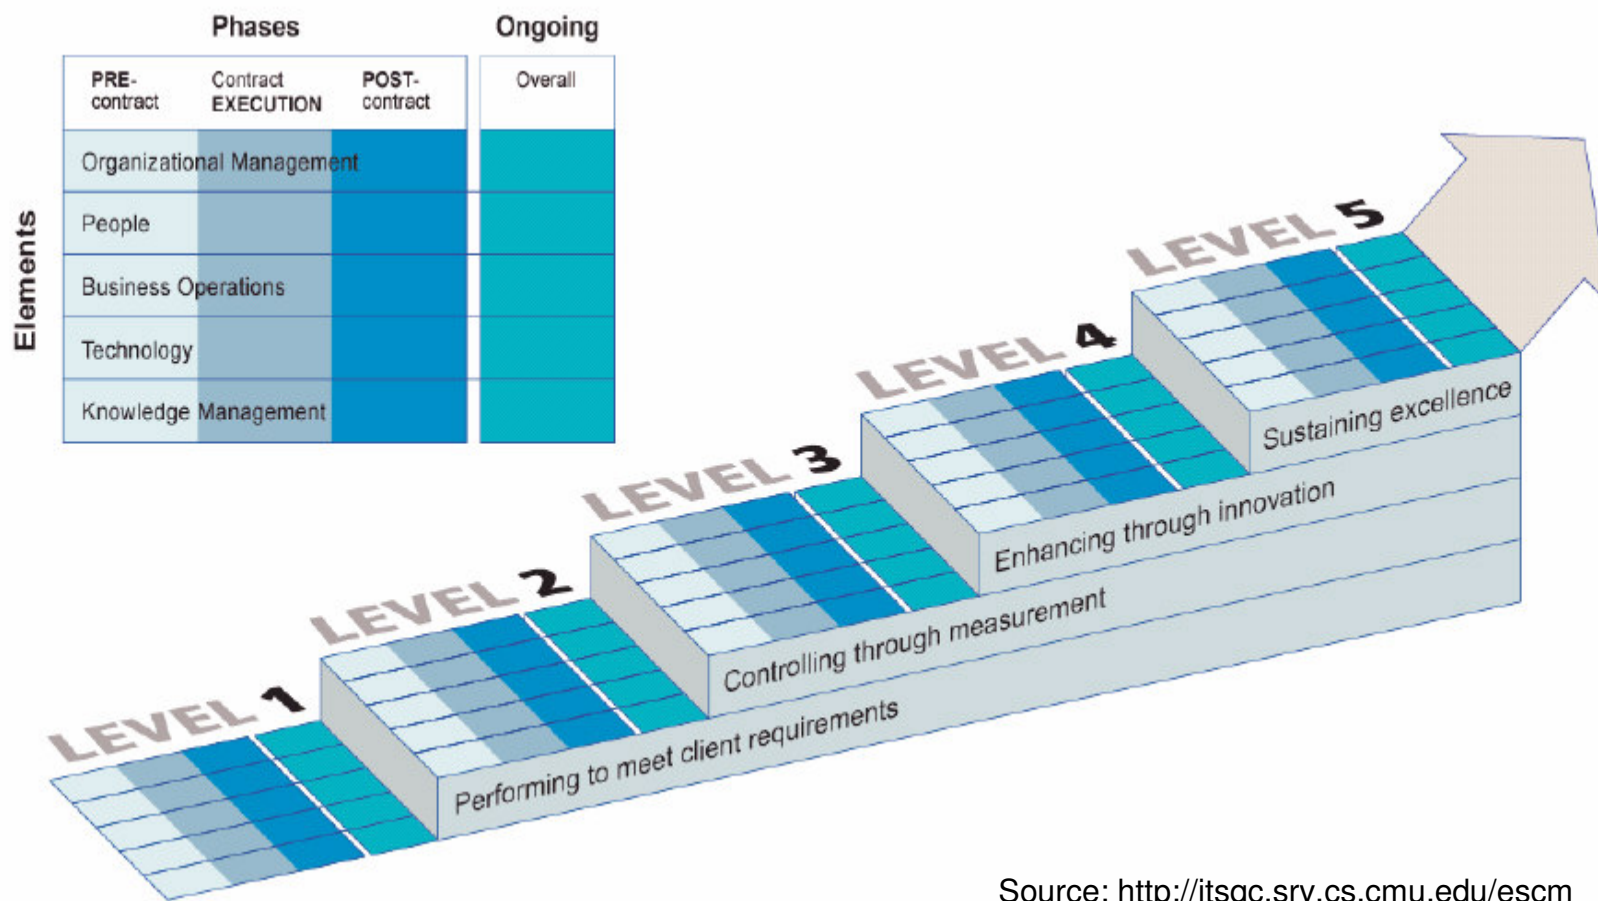 Phases
Ongoing
PRE-
contract
Contract
EXECUTION
POST-
contract
Overall
Elements
Organizational Management
People
Business Operations
Technology
Knowledge Management
LEVEL 5
Sustaining excellence
LEVEL 4
Enhancing through innovation
LEVEL 3
Controlling through measurement
LEVEL 2
Performing to meet client requirements
LEVEL 1
Source: http://itsqc.srv.cs.cmu.edu/escm